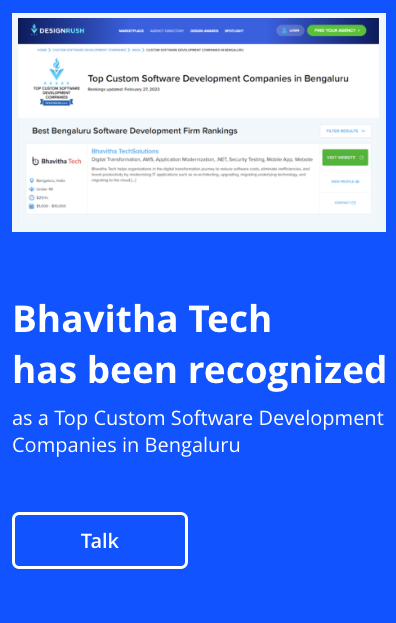 DESIGNRUSH
MARKETPLACE AGENCY DIRECTORY DESIGN AWARDS SPOTLIGHT LOGIN FIND YOUR AGENCY
HOME > CUSTOM SOFTWARE DEVELOPMENT COMPANIES > INDIA > CUSTOM SOFTWARE DEVELOPMENT COMPANIES IN BENGALURU
TOP CUSTOM SOFTWARE
DEVELOPMENT
COMPANIES
Top Custom Software Development Companies in Bengaluru
Rankings updated: February 27, 2023
Best Bengaluru Software Development Firm Rankings
FILTER RESULTS
Bhavitha Tech
Bengaluru, India
Under 49
$25/hr
$1,000 - $10,000
Bhavitha TechSolutions
Digital Transformation, AWS, Application Modernization, .NET, Security Testing, Mobile App, Website
Bhavitha Tech helps organizations in the digital transformation journey to reduce software costs, eliminate inefficiencies, and
boost productivity by modernizing IT applications such as re-architecting, upgrading, migrating underlying technology, and
migrating to the cloud [...]
VISIT WEBSITE
VIEW PROFILE
CONTACT
Bhavitha Tech
has been recognized
as a Top Custom Software Development
Companies in Bengaluru
Talk